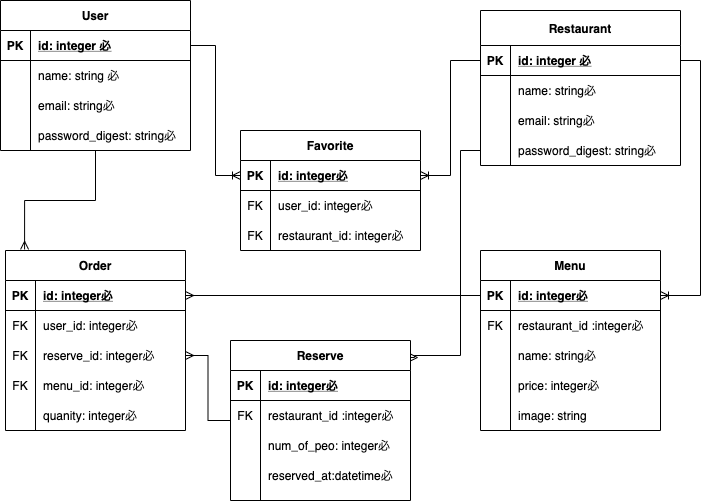 User
PK id: integer 必
name: string 必
email: string必
password_digest: string必
Restaurant
PK id: integer 必
name: string必
email: string必
password_digest: string必
Favorite
PK id: integer必
FK user_id: integer必
FK restaurant_id: integer必
Order
PK id: integer必
FK user_id: integer必
FK reserve_id: integer必
FK menu_id: integer必
quanity: integer必
Menu
PK id: integer必
FK restaurant_id :integer必
name: string必
price: integer必
image: string
Reserve
PK id: integer必
FK restaurant_id :integer必
num_of_peo: integer必
reserved_at:datetime必